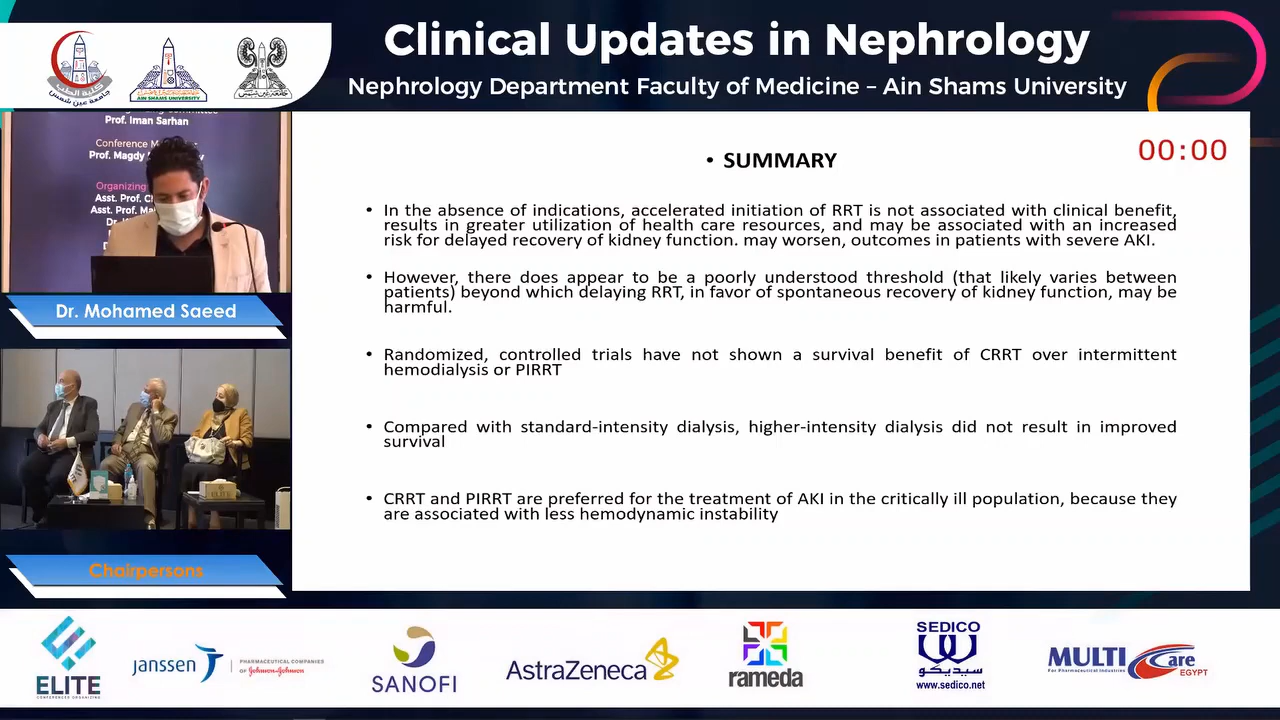 Clinical Updates in Nephrology
Nephrology Department Faculty of Medicine – Ain Shams University
AIN SHAMS UNIVERSITY
Prof. Iman Sarhan
Conference
Prof. Magdy
Organizing
Asst. Prof.
Asst. Prof.
Dr.
Dr. Mohamed Saeed
Chairpersons
00:00
• SUMMARY
• In the absence of indications, accelerated initiation of RRT is not associated with clinical benefit,
results in greater utilization of health care resources, and may be associated with an increased
risk for delayed recovery of kidney function. may worsen, outcomes in patients with severe AKI.
• However, there does appear to be a poorly understood threshold (that likely varies between
patients) beyond which delaying RRT, in favor of spontaneous recovery of kidney function, may be
harmful.
• Randomized, controlled trials have not shown a survival benefit of CRRT over intermittent
hemodialysis or PIRRT
• Compared with standard-intensity dialysis, higher-intensity dialysis did not result in improved
survival
• CRRT and PIRRT are preferred for the treatment of AKI in the critically ill population, because they
are associated with less hemodynamic instability
ELITE
CONFERENCES ORGANIZING
janssen
PHARMACEUTICAL COMPANIES
OF Johnson & Johnson
SANOFI
AstraZeneca
rameda
SEDICO
سيديكو
www.sedico.net
MULTI Care
For Pharmaceutical Industries
EGYPT